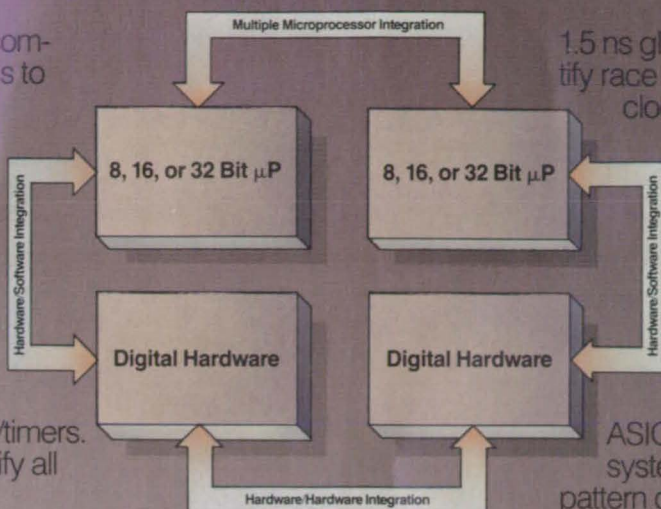 Multiple Microprocessor Integration
om-
s to
1.5 ns
tify race
clo
8, 16, or 32 Bit µP
8, 16, or 32 Bit µP
Hardware/Software Integration
Hardware/Software Integration
Digital Hardware
Digital Hardware
/timers.
ify all
ASIC
syste
pattern
Hardware/Hardware Integration